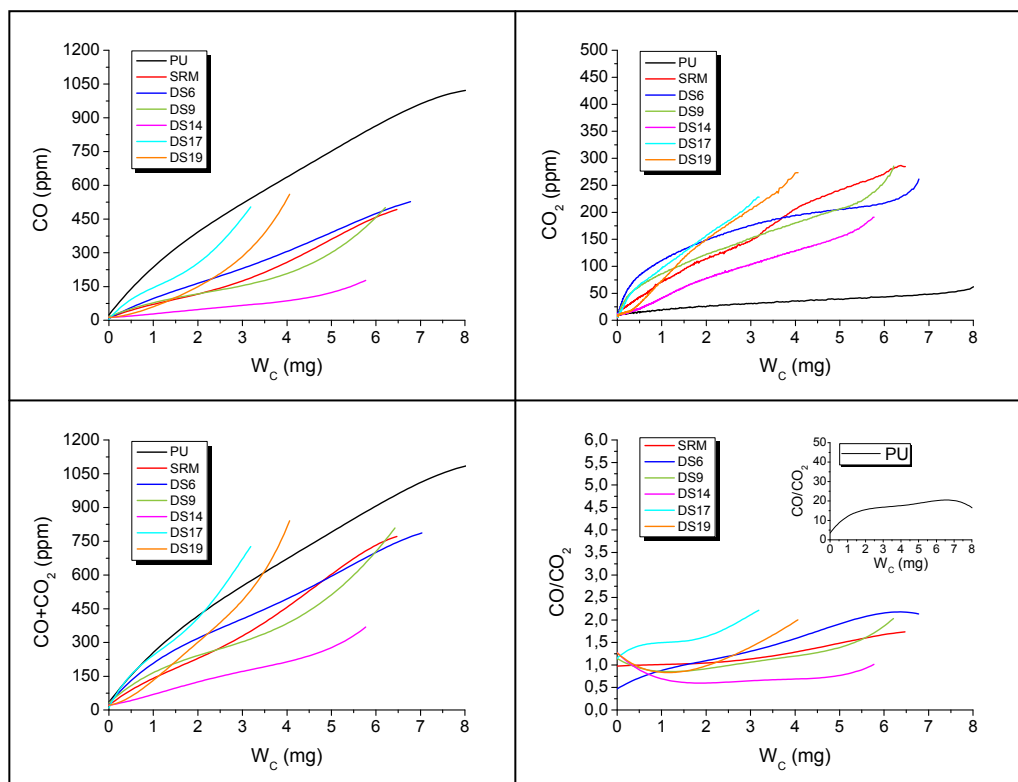 1200
1050
900
750
600
450
300
150
0
CO (ppm)
PU
SRM
DS6
DS9
DS14
DS17
DS19
0 1 2 3 4 5 6 7 8
W_C (mg)
500
450
400
350
300
250
200
150
100
50
0
CO₂ (ppm)
PU
SRM
DS6
DS9
DS14
DS17
DS19
0 1 2 3 4 5 6 7 8
W_C (mg)
1200
1050
900
750
600
450
300
150
0
CO+CO₂ (ppm)
PU
SRM
DS6
DS9
DS14
DS17
DS19
0 1 2 3 4 5 6 7 8
W_C (mg)
6,0
5,5
5,0
4,5
4,0
3,5
3,0
2,5
2,0
1,5
1,0
0,5
0,0
CO/CO₂
SRM
DS6
DS9
DS14
DS17
DS19
50
40
30
20
10
0
CO/CO₂
PU
0 1 2 3 4 5 6 7 8
W_C (mg)
0 1 2 3 4 5 6 7 8
W_C (mg)